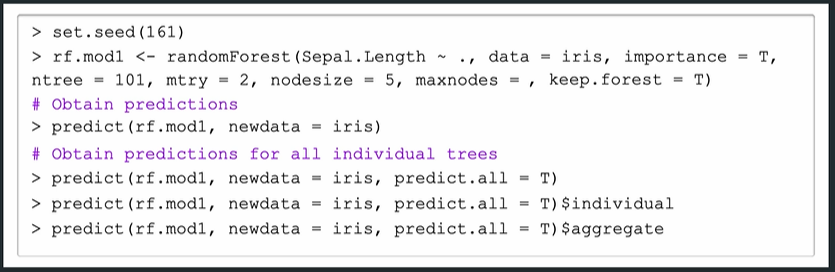 > set.seed(161)
> rf.mod1 <- randomForest(Sepal.Length ~ ., data = iris, importance = T,
ntree = 101, mtry = 2, nodesize = 5, maxnodes = , keep.forest = T)
# Obtain predictions
> predict(rf.mod1, newdata = iris)
# Obtain predictions for all individual trees
> predict(rf.mod1, newdata = iris, predict.all = T)
> predict(rf.mod1, newdata = iris, predict.all = T)$individual
> predict(rf.mod1, newdata = iris, predict.all = T)$aggregate